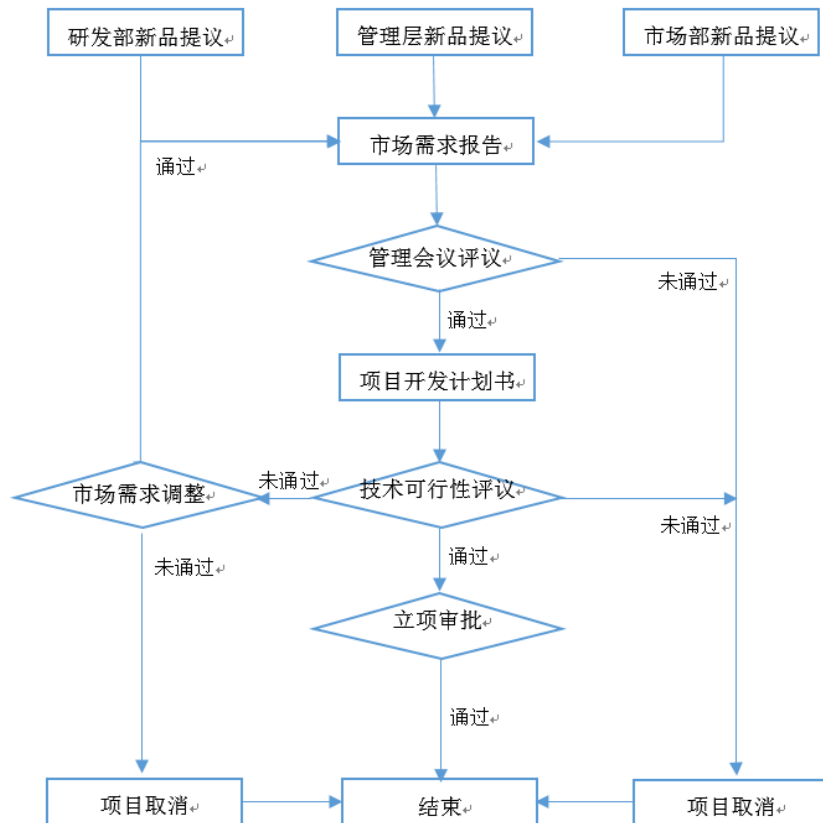 研发部新品提议
管理层新品提议
市场部新品提议
市场需求报告
通过
管理会议评议
未通过
通过
项目开发计划书
市场需求调整
未通过
技术可行性评议
未通过
未通过
通过
立项审批
通过
项目取消
结束
项目取消